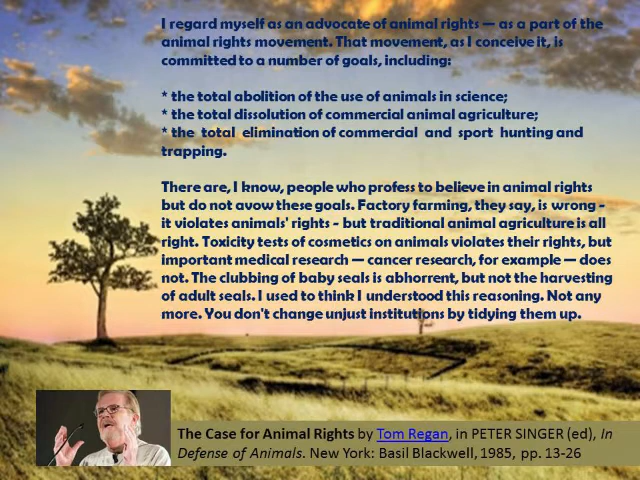 I regard myself as an advocate of animal rights — as a part of the
animal rights movement. That movement, as I conceive it, is
committed to a number of goals, including:
* the total abolition of the use of animals in science;
* the total dissolution of commercial animal agriculture;
* the total elimination of commercial and sport hunting and
trapping.
There are, I know, people who profess to believe in animal rights
but do not avow these goals. Factory farming, they say, is wrong -
it violates animals' rights - but traditional animal agriculture is all
right. Toxicity tests of cosmetics on animals violates their rights, but
important medical research — cancer research, for example — does
not. The clubbing of baby seals is abhorrent, but not the harvesting
of adult seals. I used to think I understood this reasoning. Not any
more. You don't change unjust institutions by tidying them up.
The Case for Animal Rights by Tom Regan, in PETER SINGER (ed), In
Defense of Animals. New York: Basil Blackwell, 1985, pp. 13-26